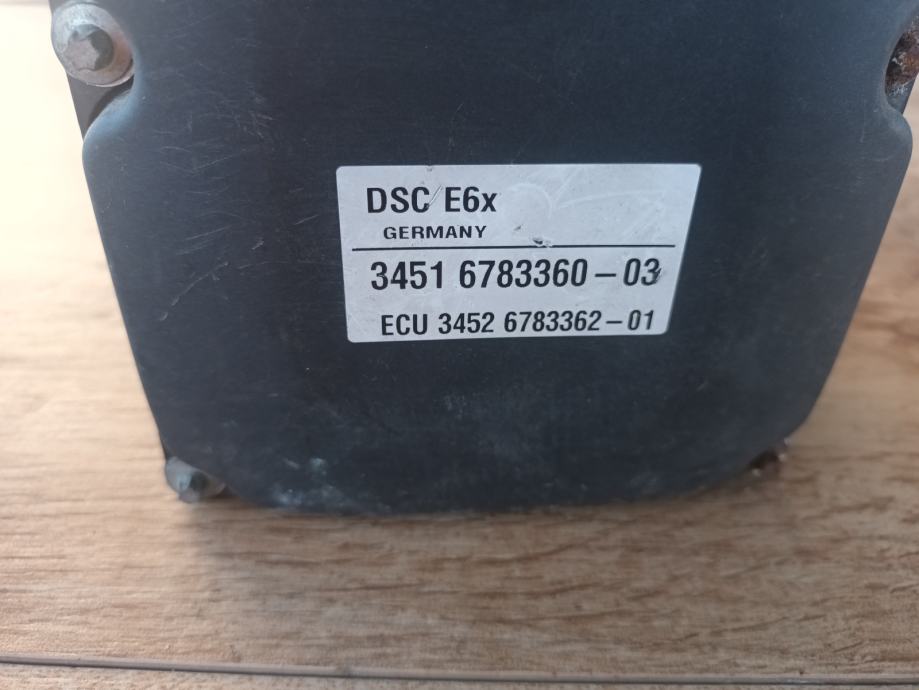 DSC E6x
GERMANY
3451 6783360-03
ECU 3452 6783362-01